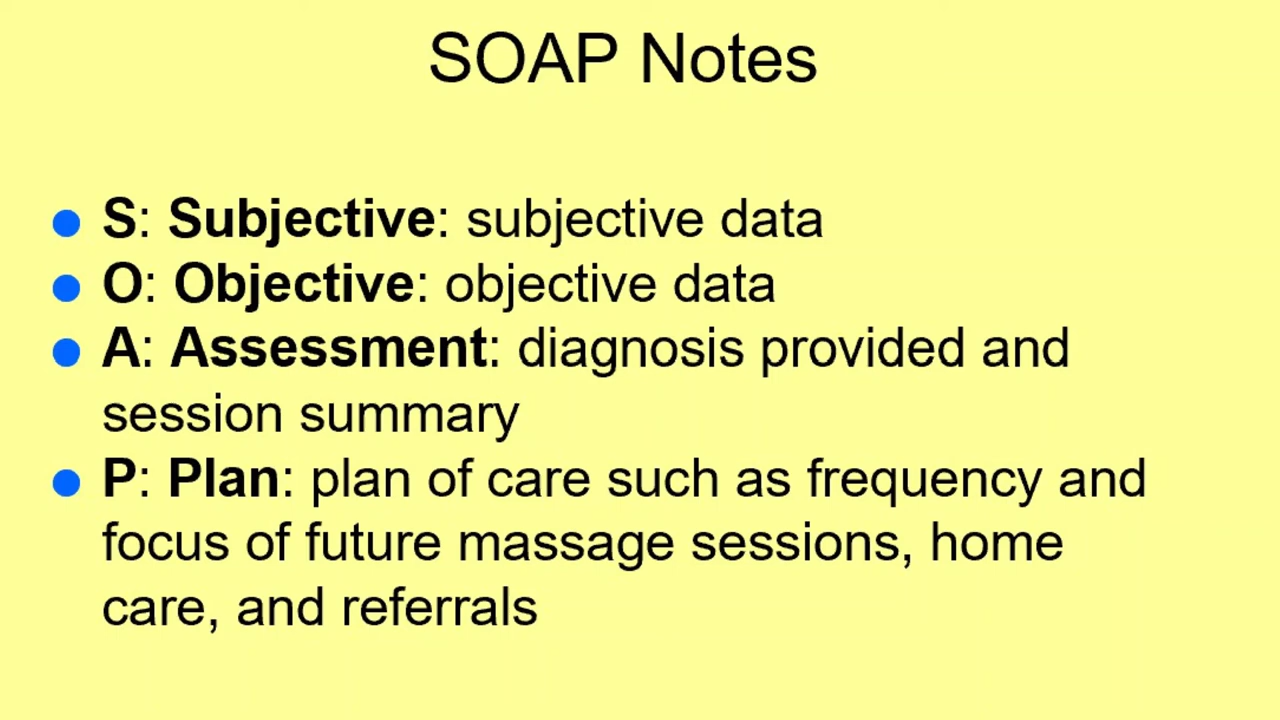 SOAP Notes
● S: Subjective: subjective data
● O: Objective: objective data
● A: Assessment: diagnosis provided and
session summary
● P: Plan: plan of care such as frequency and
focus of future massage sessions, home
care, and referrals